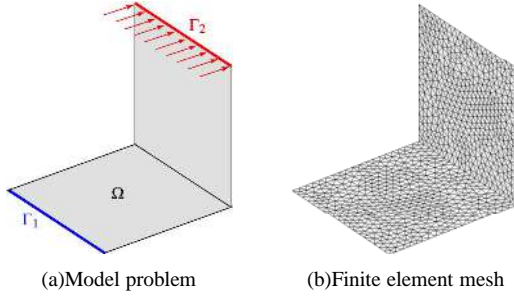 Γ2
Ω
Γ1
(a)Model problem
(b)Finite element mesh